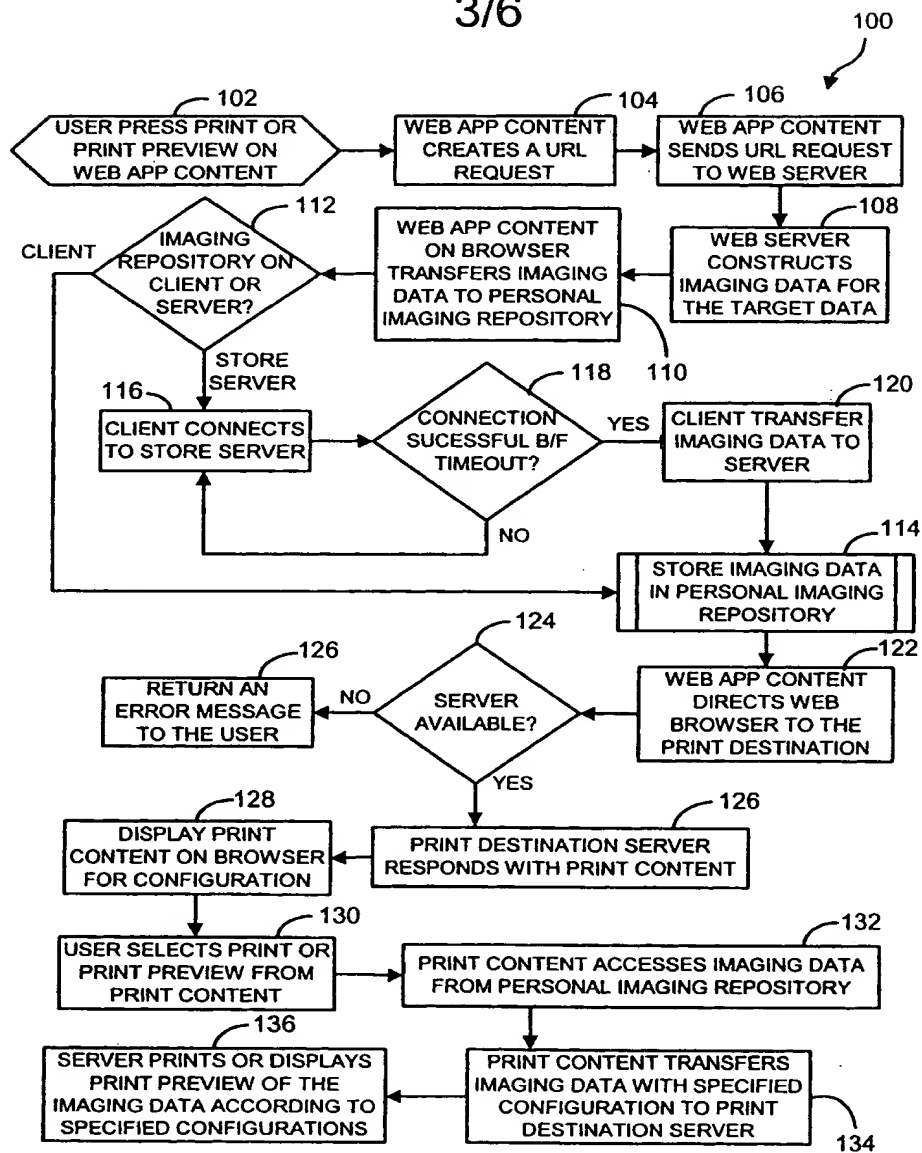 3/6
100
102
USER PRESS PRINT OR
PRINT PREVIEW ON
WEB APP CONTENT
104
WEB APP CONTENT
CREATES A URL
REQUEST
106
WEB APP CONTENT
SENDS URL REQUEST
TO WEB SERVER
108
WEB SERVER
CONSTRUCTS
IMAGING DATA FOR
THE TARGET DATA
WEB APP CONTENT
ON BROWSER
TRANSFERS IMAGING
DATA TO PERSONAL
IMAGING REPOSITORY
110
112
IMAGING
REPOSITORY ON
CLIENT OR
SERVER?
CLIENT
STORE
SERVER
116
CLIENT CONNECTS
TO STORE SERVER
118
CONNECTION
SUCESSFUL B/F
TIMEOUT?
YES
NO
120
CLIENT TRANSFER
IMAGING DATA TO
SERVER
114
STORE IMAGING DATA
IN PERSONAL IMAGING
REPOSITORY
122
WEB APP CONTENT
DIRECTS WEB
BROWSER TO THE
PRINT DESTINATION
124
SERVER
AVAILABLE?
NO
126
RETURN AN
ERROR MESSAGE
TO THE USER
YES
126
PRINT DESTINATION SERVER
RESPONDS WITH PRINT CONTENT
128
DISPLAY PRINT
CONTENT ON BROWSER
FOR CONFIGURATION
130
USER SELECTS PRINT OR
PRINT PREVIEW FROM
PRINT CONTENT
132
PRINT CONTENT ACCESSES IMAGING DATA
FROM PERSONAL IMAGING REPOSITORY
PRINT CONTENT TRANSFERS
IMAGING DATA WITH SPECIFIED
CONFIGURATION TO PRINT
DESTINATION SERVER
134
136
SERVER PRINTS OR DISPLAYS
PRINT PREVIEW OF THE
IMAGING DATA ACCORDING TO
SPECIFIED CONFIGURATIONS